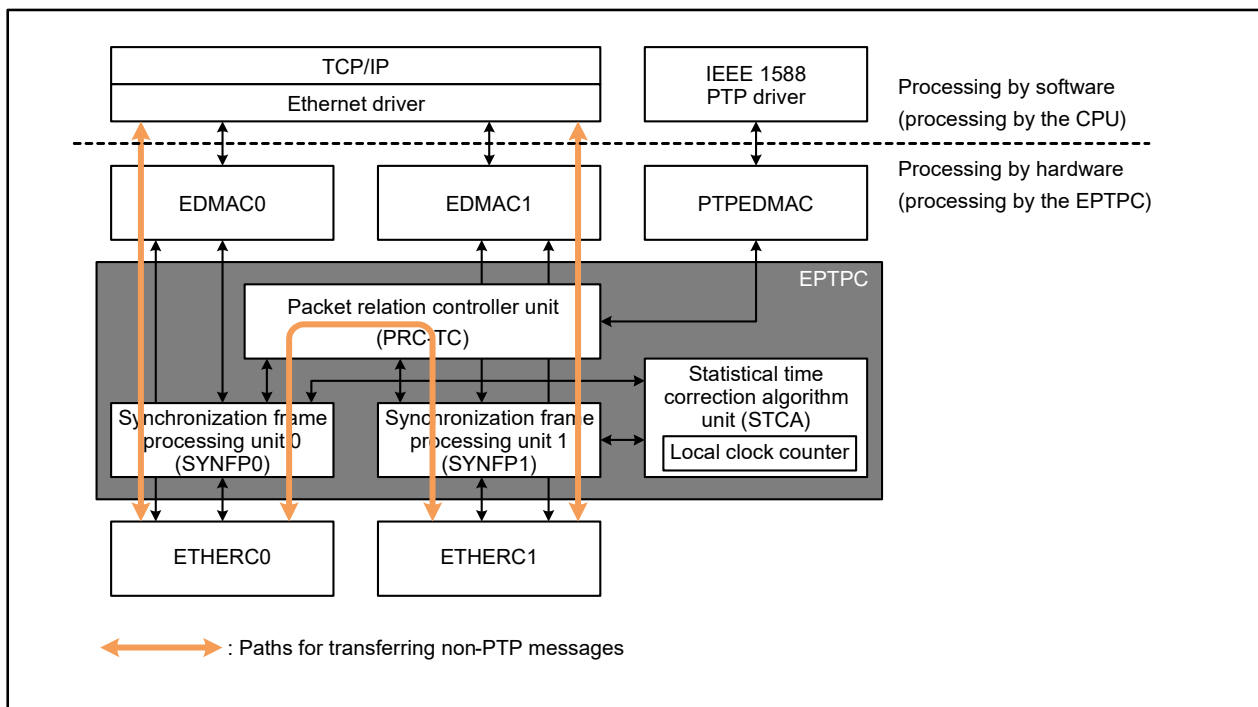 TCP/IP
Ethernet driver
IEEE 1588
PTP driver
Processing by software
(processing by the CPU)
Processing by hardware
(processing by the EPTPC)
EDMAC0
EDMAC1
PTPEDMAC
EPTPC
Packet relation controller unit
(PRC-TC)
Statistical time
correction algorithm
unit (STCA)
Local clock counter
Synchronization frame
processing unit 0
(SYNFP0)
Synchronization frame
processing unit 1
(SYNFP1)
ETHERC0
ETHERC1
: Paths for transferring non-PTP messages